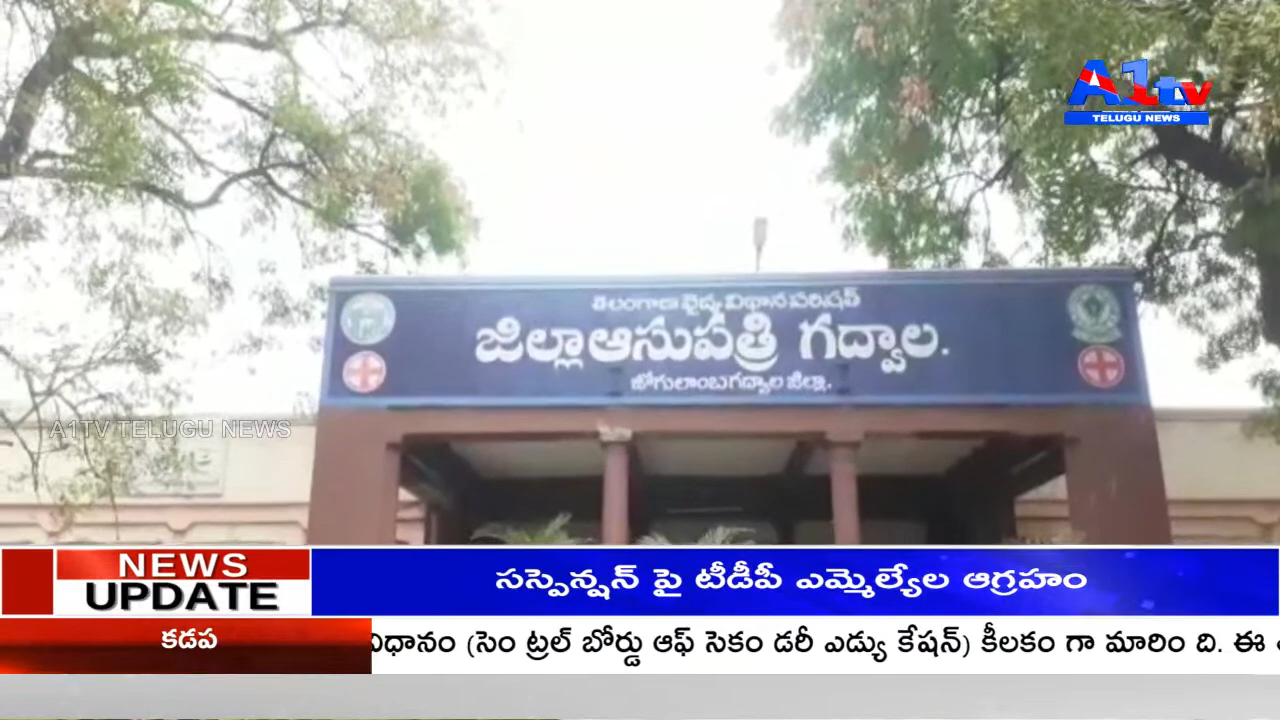 A1tv
TELUGU NEWS
తెలంగాణ వైద్య విధాన పరిషత్
జిల్లా ఆసుపత్రి గద్వాల.
జోగులాంబ గద్వాల జిల్లా.
A1TV TELUGU NEWS
NEWS
UPDATE
సస్పెన్షన్ పై టీడీపీ ఎమ్మెల్యేల ఆగ్రహం
కడప
విధానం (సెం ట్రల్ బోర్డు ఆఫ్ సెకం డరీ ఎడ్యు కేషన్) కీలకం గా మారిం ది. ఈ